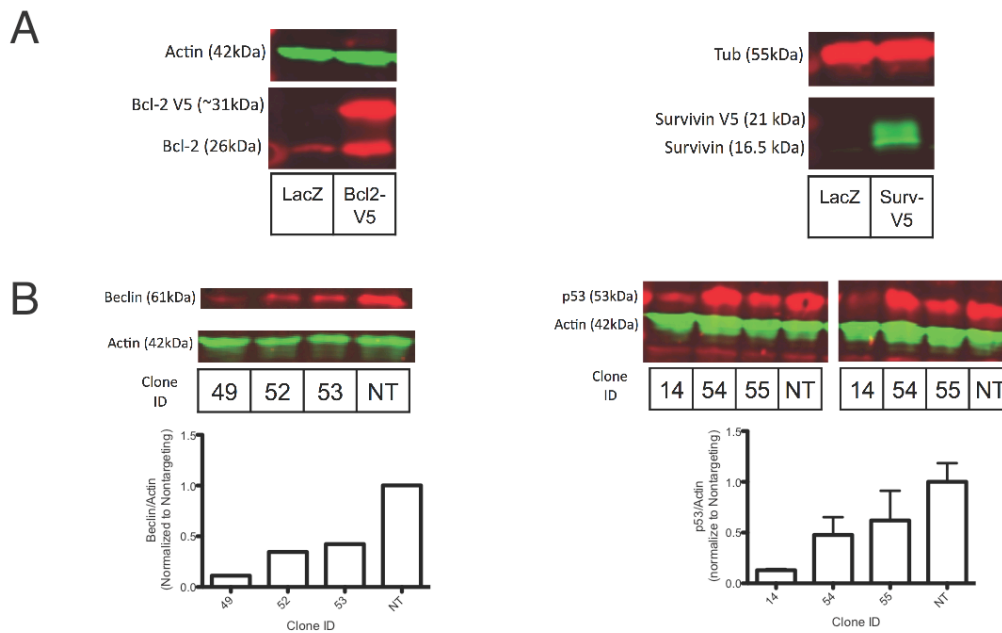 A
Actin (42kDa)
Bcl-2 V5 (~31kDa)
Bcl-2 (26kDa)
LacZ
Bcl2-
V5
Tub (55kDa)
Survivin V5 (21 kDa)
Survivin (16.5 kDa)
LacZ
Surv-
V5
B
Beclin (61kDa)
Actin (42kDa)
Clone
ID
49 52 53 NT
Beclin/Actin
(Normalized to Nontargeting)
1.5
1.0
0.5
0.0
49 52 53 NT
Clone ID
p53 (53kDa)
Actin (42kDa)
Clone
ID
14 54 55 NT
14 54 55 NT
p53/Actin
(normalize to Nontargeting)
1.5
1.0
0.5
0.0
14 54 55 NT
Clone ID